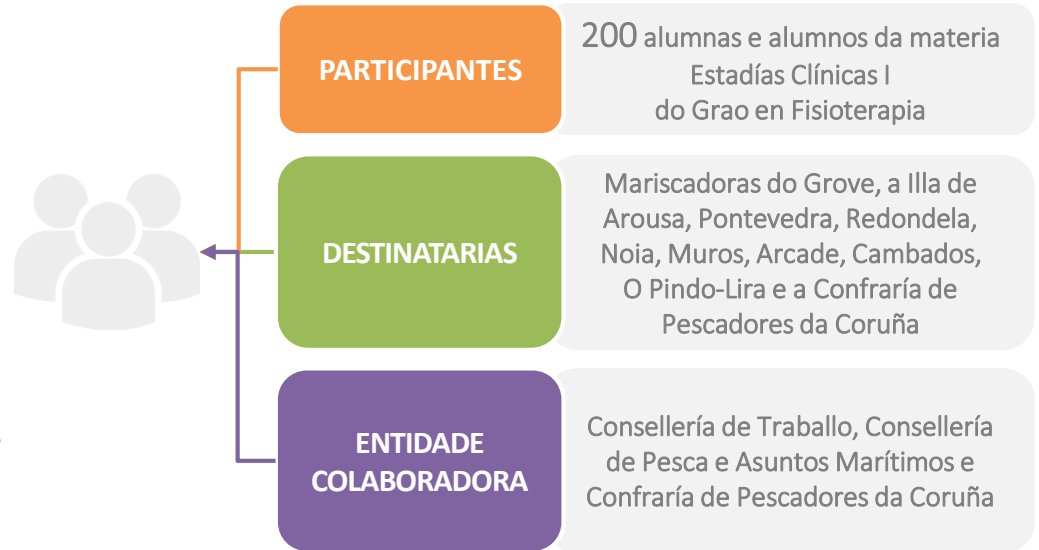 PARTICIPANTES
200 alumnas e alumnos da materia
Estadías Clínicas I
do Grao en Fisioterapia
DESTINATARIAS
Mariscadoras do Grove, a Illa de
Arousa, Pontevedra, Redondela,
Noia, Muros, Arcade, Cambados,
O Pindo-Lira e a Confraría de
Pescadores da Coruña
ENTIDADE
COLABORADORA
Consellería de Traballo, Consellería
de Pesca e Asuntos Marítimos e
Confraría de Pescadores da Coruña